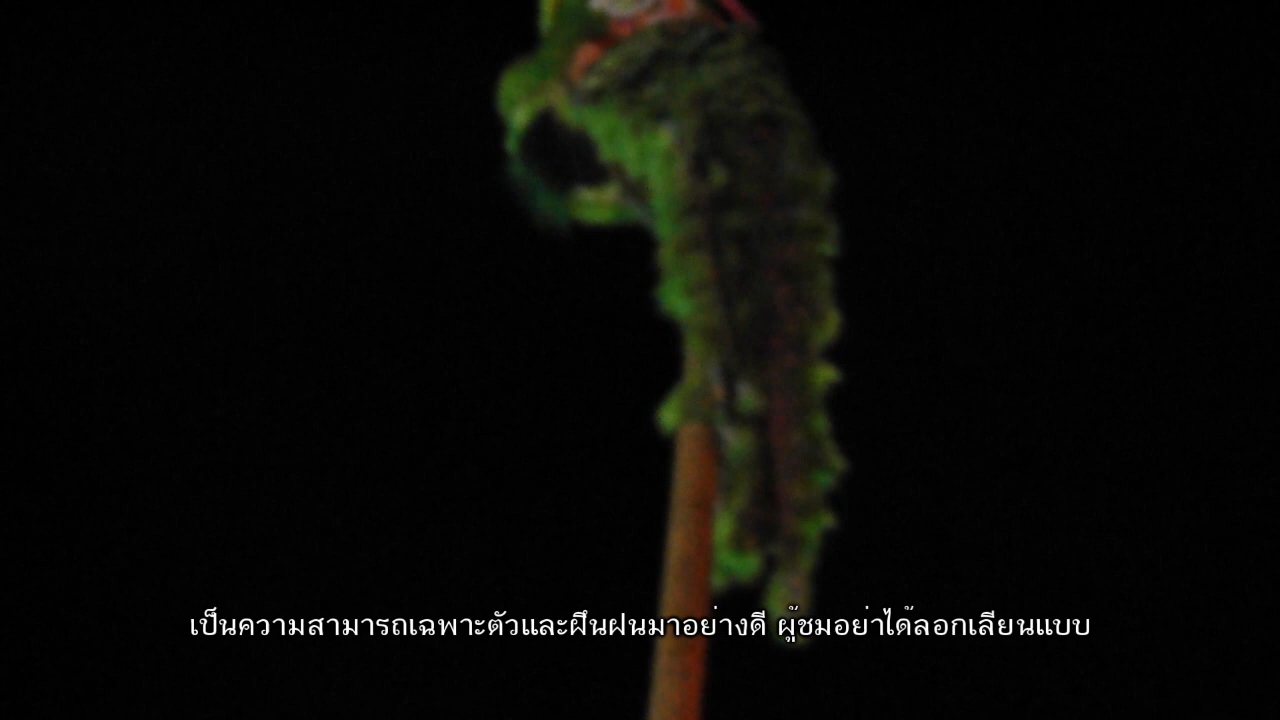 เป็นความสามารถเฉพาะตัวและฝึนฝนมาอย่างดี ผุ้ชมอย่าได้ลอกเลียนแบบ